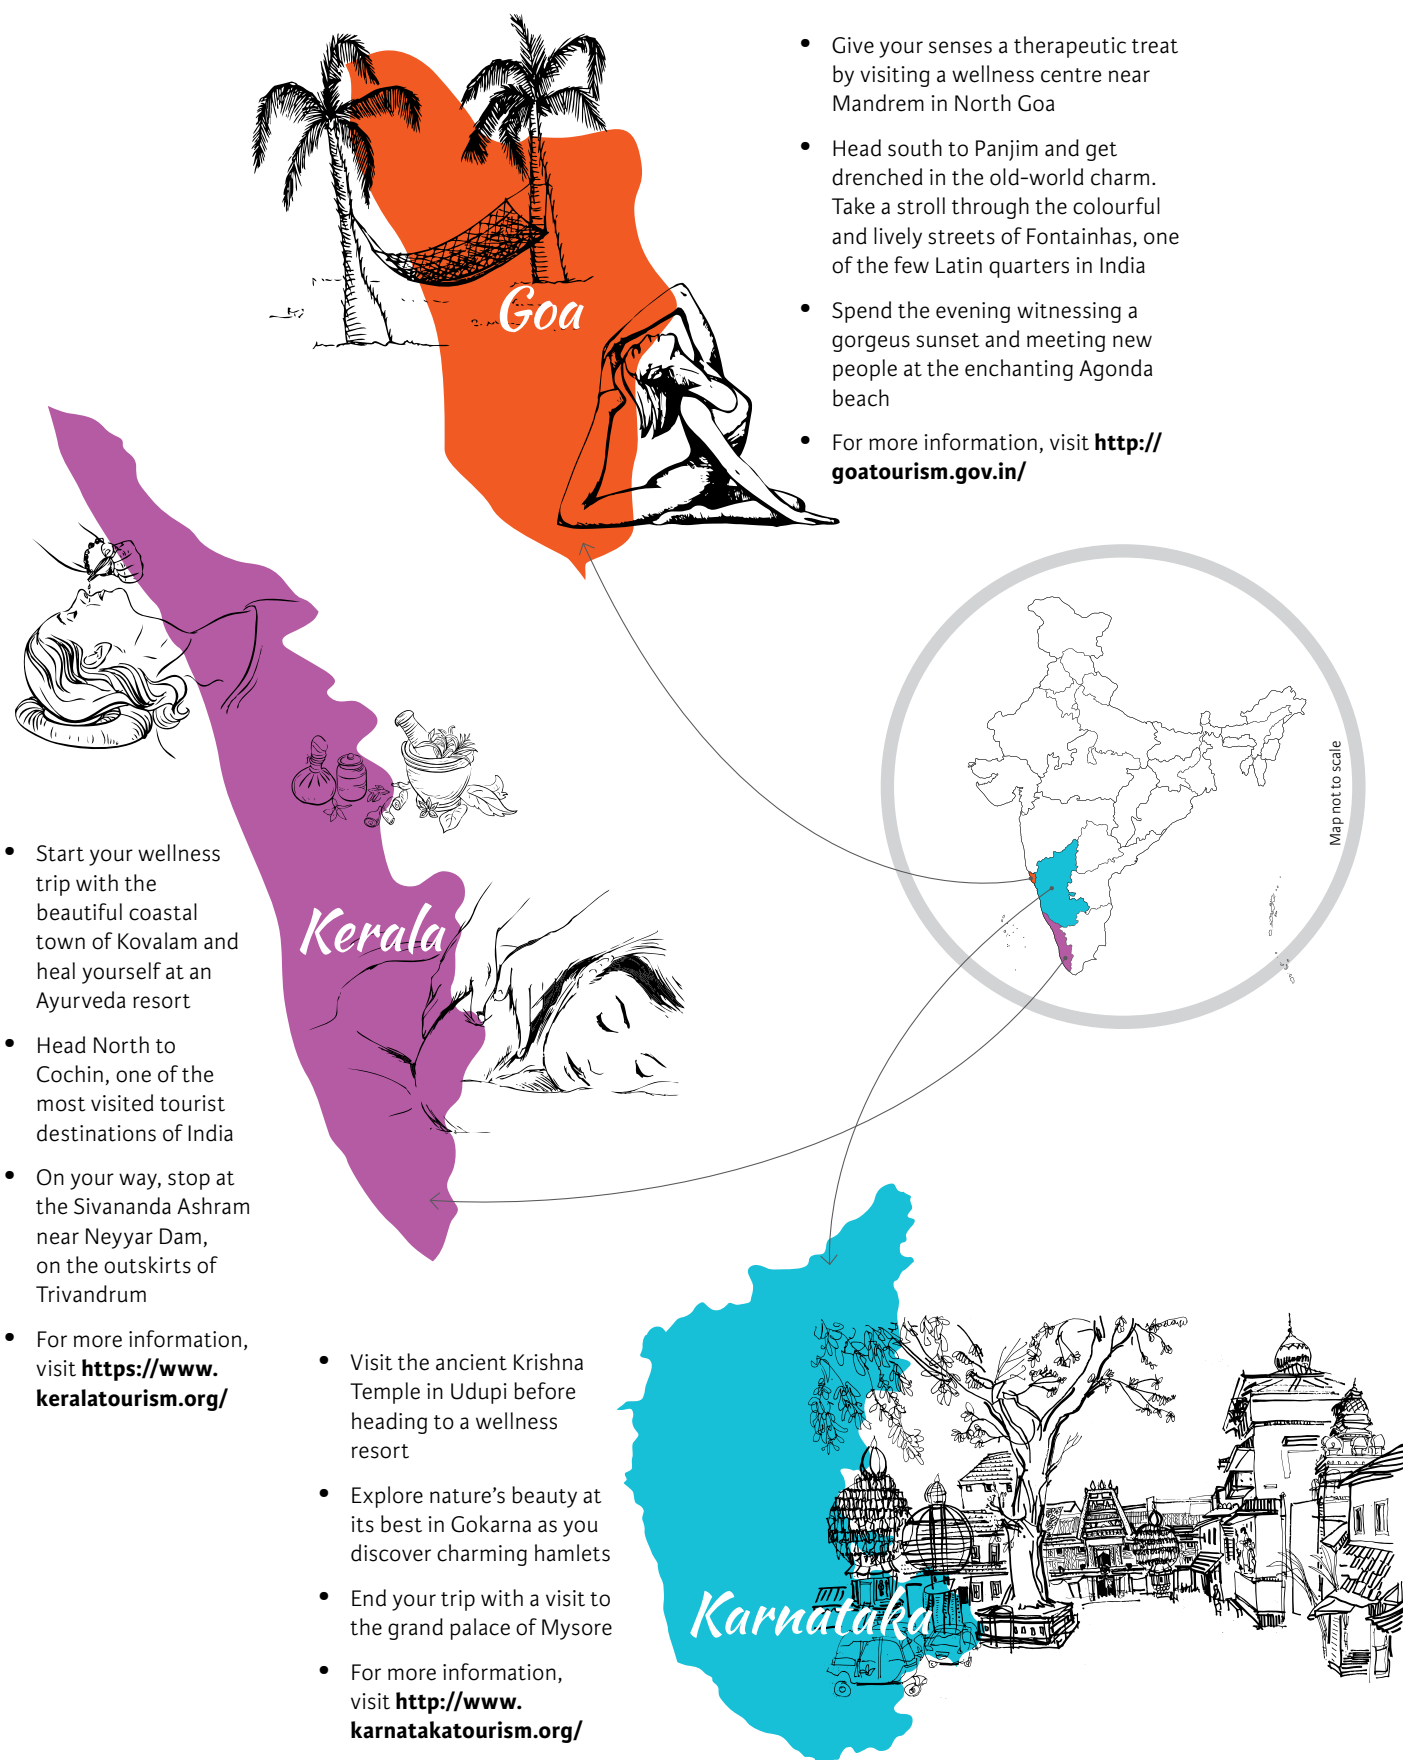 • Give your senses a therapeutic treat
by visiting a wellness centre near
Mandrem in North Goa
• Head south to Panjim and get
drenched in the old-world charm.
Take a stroll through the colourful
and lively streets of Fontainhas, one
of the few Latin quarters in India
• Spend the evening witnessing a
gorgeus sunset and meeting new
people at the enchanting Agonda
beach
• For more information, visit http://
goatourism.gov.in/
Goa
Map not to scale
Kerala
• Start your wellness
trip with the
beautiful coastal
town of Kovalam and
heal yourself at an
Ayurveda resort
• Head North to
Cochin, one of the
most visited tourist
destinations of India
• On your way, stop at
the Sivananda Ashram
near Neyyar Dam,
on the outskirts of
Trivandrum
• For more information,
visit https://www.
keralatourism.org/
• Visit the ancient Krishna
Temple in Udupi before
heading to a wellness
resort
• Explore nature’s beauty at
its best in Gokarna as you
discover charming hamlets
• End your trip with a visit to
the grand palace of Mysore
• For more information,
visit http://www.
karnatakatourism.org/
Karnataka